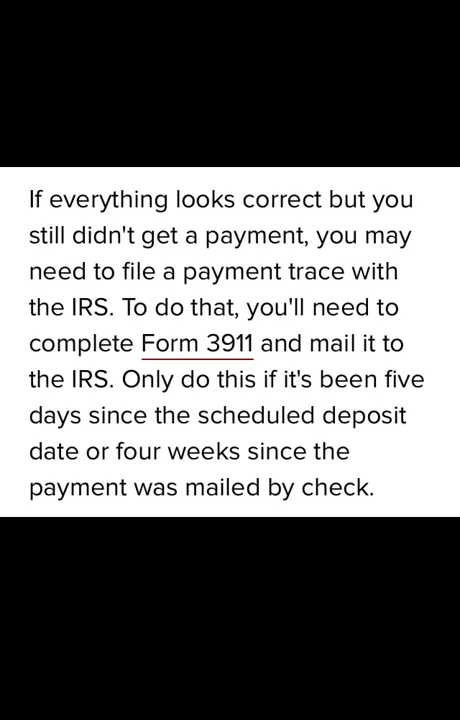 If everything looks correct but you
still didn't get a payment, you may
need to file a payment trace with
the IRS. To do that, you'll need to
complete Form 3911 and mail it to
the IRS. Only do this if it's been five
days since the scheduled deposit
date or four weeks since the
payment was mailed by check.